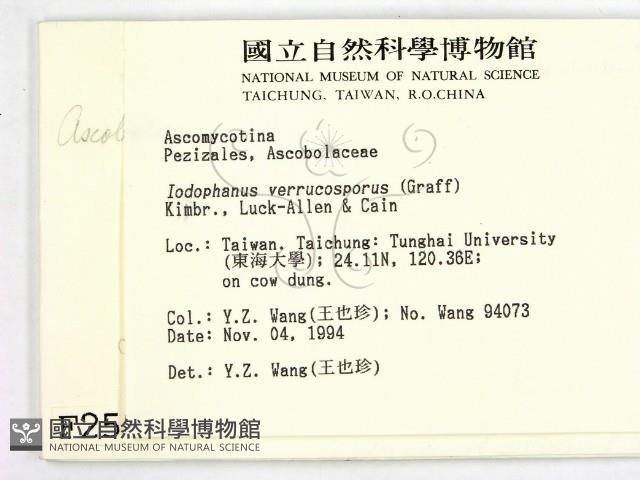 國立自然科學博物館
NATIONAL MUSEUM OF NATURAL SCIENCE
TAICHUNG, TAIWAN, R.O.CHINA
Ascomycotina
Pezizales, Ascobolaceae
Iodophanus verrucosporus (Graff)
Kimbr., Luck-Allen & Cain
Loc.: Taiwan. Taichung: Tunghai University
(東海大學); 24.11N, 120.36E;
on cow dung.
Col.: Y.Z. Wang(王也珍); No. Wang 94073
Date: Nov. 04, 1994
Det.: Y.Z. Wang(王也珍)
F25
國立自然科學博物館
NATIONAL MUSEUM OF NATURAL SCIENCE